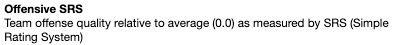 Offensive SRS
Team offense quality relative to average (0.0) as measured by SRS (Simple
Rating System)